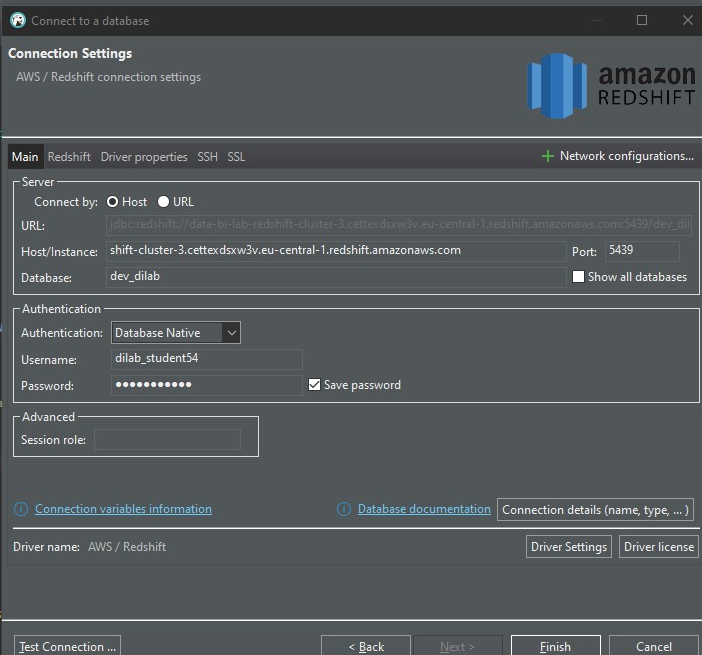 Connect to a database
Connection Settings
AWS / Redshift connection settings
amazon
REDSHIFT
Main Redshift Driver properties SSH SSL Network configurations...
Server
Connect by: Host URL
URL: jdbc:redshift://data-bi-lab-redshift-cluster-3.cettexdsxw3v.eu-central-1.redshift.amazonaws.com:5439/dev_dil
Host/Instance: shift-cluster-3.cettexdsxw3v.eu-central-1.redshift.amazonaws.com Port: 5439
Database: dev_dilab Show all databases
Authentication
Authentication: Database Native
Username: dilab_student54
Password: ••••••••••• Save password
Advanced
Session role:
Connection variables information Database documentation Connection details (name, type, ... )
Driver name: AWS / Redshift Driver Settings Driver license
Test Connection ... < Back Next > Finish Cancel